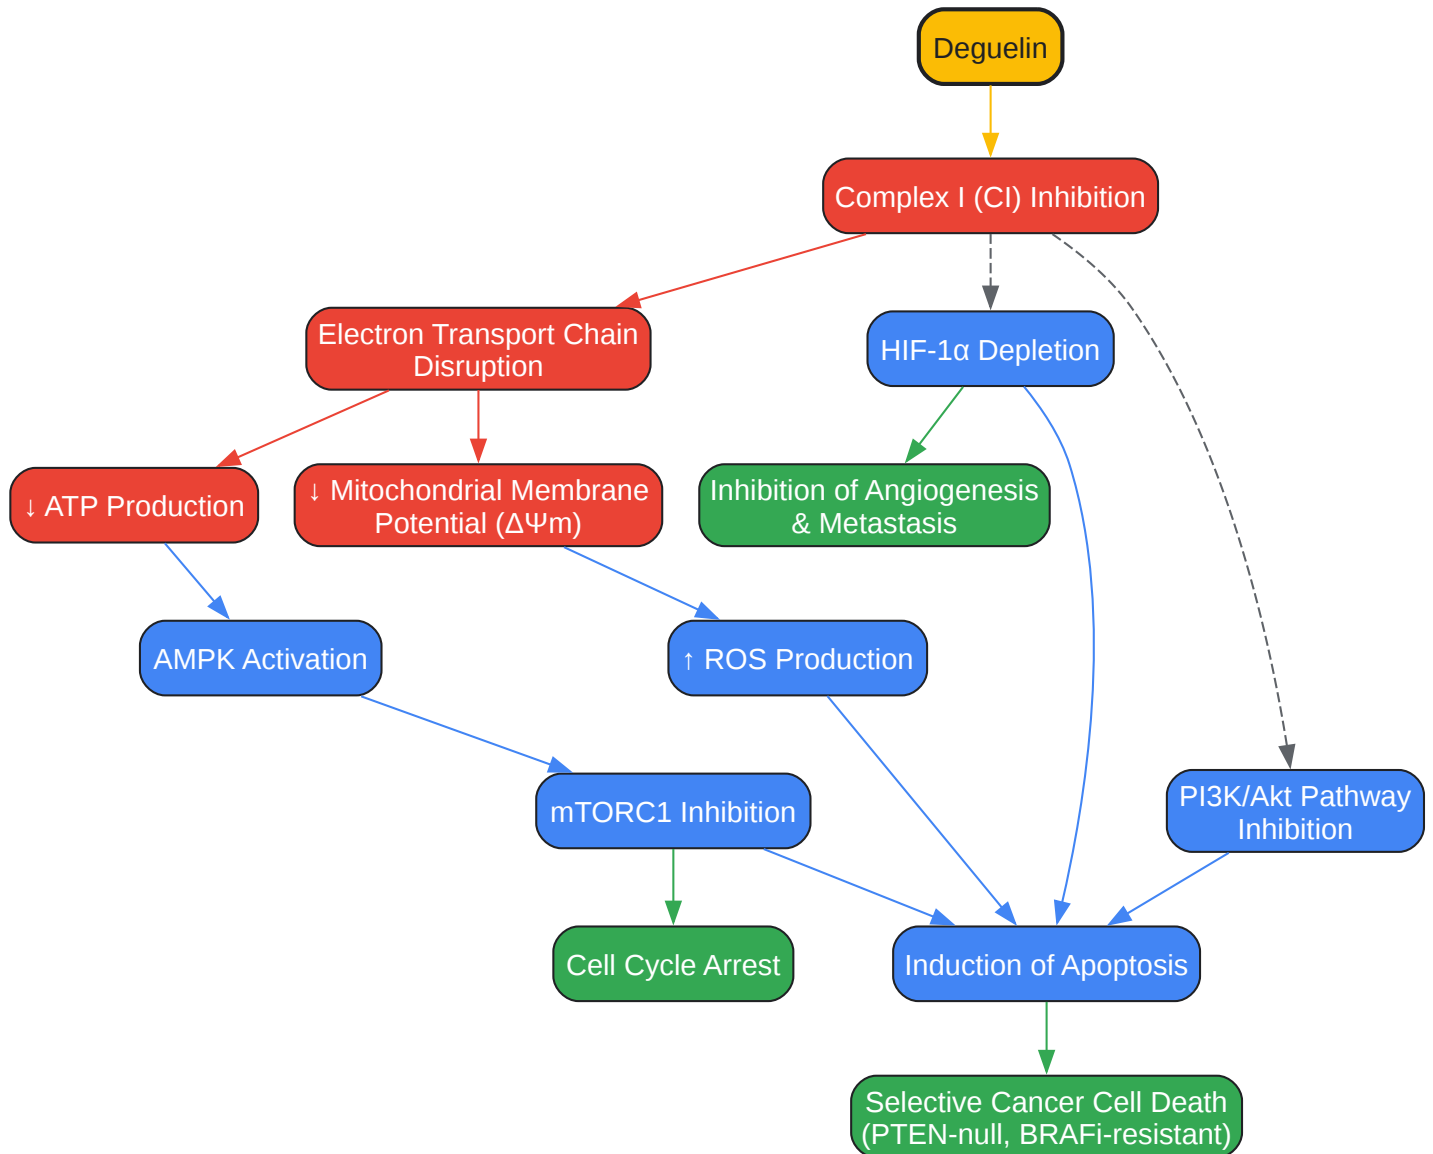 Deguelin
Complex I (CI) Inhibition
Electron Transport Chain
Disruption
HIF-1α Depletion
↓ ATP Production
↓ Mitochondrial Membrane
Potential (ΔΨm)
Inhibition of Angiogenesis
& Metastasis
AMPK Activation
↑ ROS Production
mTORC1 Inhibition
PI3K/Akt Pathway
Inhibition
Cell Cycle Arrest
Induction of Apoptosis
Selective Cancer Cell Death
(PTEN-null, BRAFi-resistant)